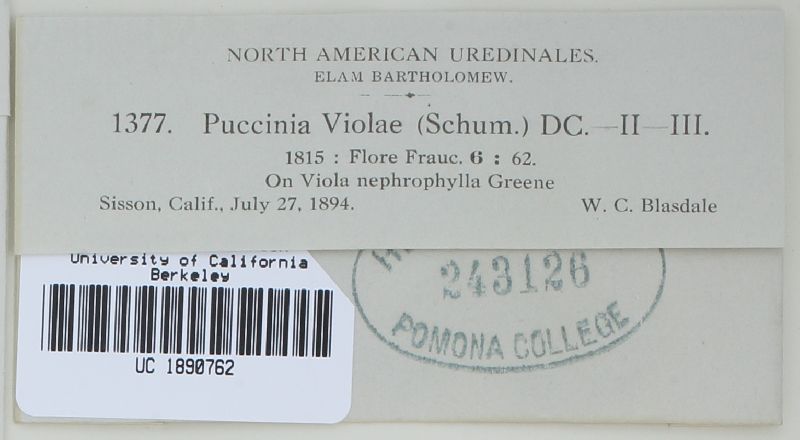 NORTH AMERICAN UREDINALES.
ELAM BARTHOLOMEW.
1377. Puccinia Violae (Schum.) DC.—II—III.
1815 : Flore Frauc. 6 : 62.
On Viola nephrophylla Greene
Sisson, Calif., July 27, 1894.
W. C. Blasdale
University of California
Berkeley
UC 1890762
243126
POMONA COLLEGE